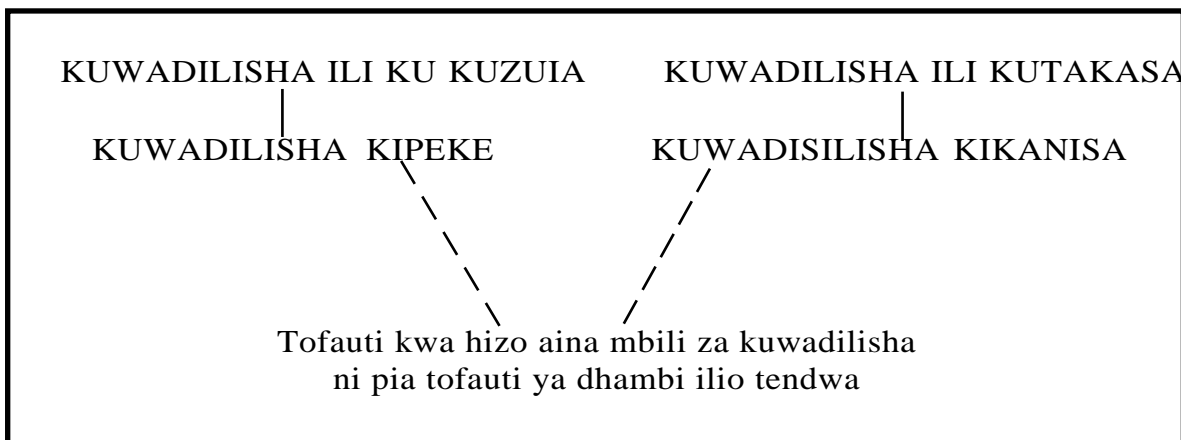 KUWADILISHA ILI KU KUZUIA
KUWADILISHA ILI KUTAKASA
KUWADILISHA KIPEKE
KUWADISILISHA KIKANISA
Tofauti kwa hizo aina mbili za kuwadilisha
ni pia tofauti ya dhambi ilio tendwa